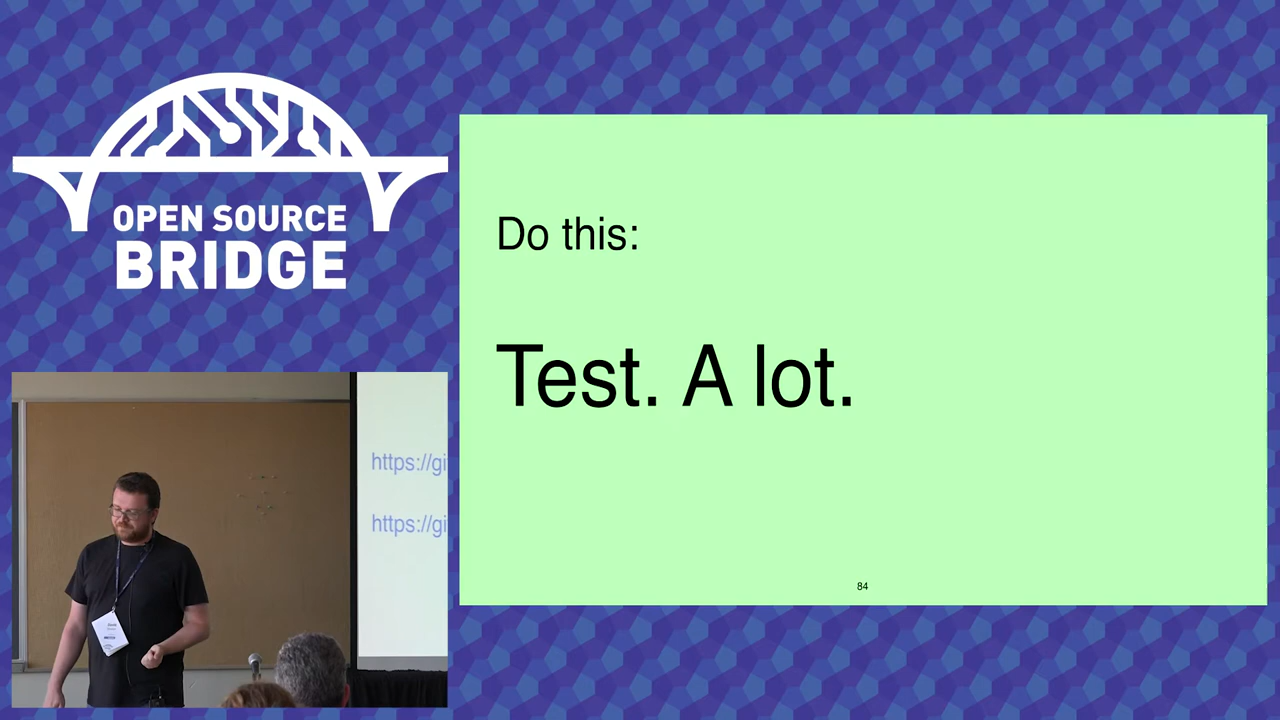 OPEN SOURCE
BRIDGE
Do this:
Test. A lot.
84
https://gi
https://gi